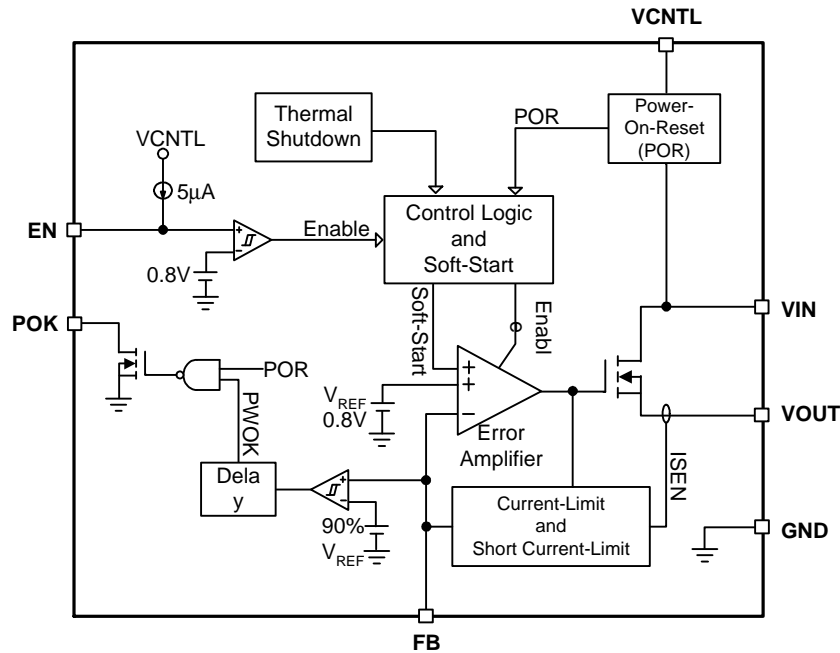 VCNTL
Thermal
Shutdown
POR
Power-
On-Reset
(POR)
VCNTL
5µA
EN
Enable
Control Logic
and
Soft-Start
0.8V
POK
Soft-Start
Enabl
VIN
POR
VREF
0.8V
PWOK
Error
Amplifier
VOUT
ISEN
Dela
y
90%
VREF
Current-Limit
and
Short Current-Limit
GND
FB